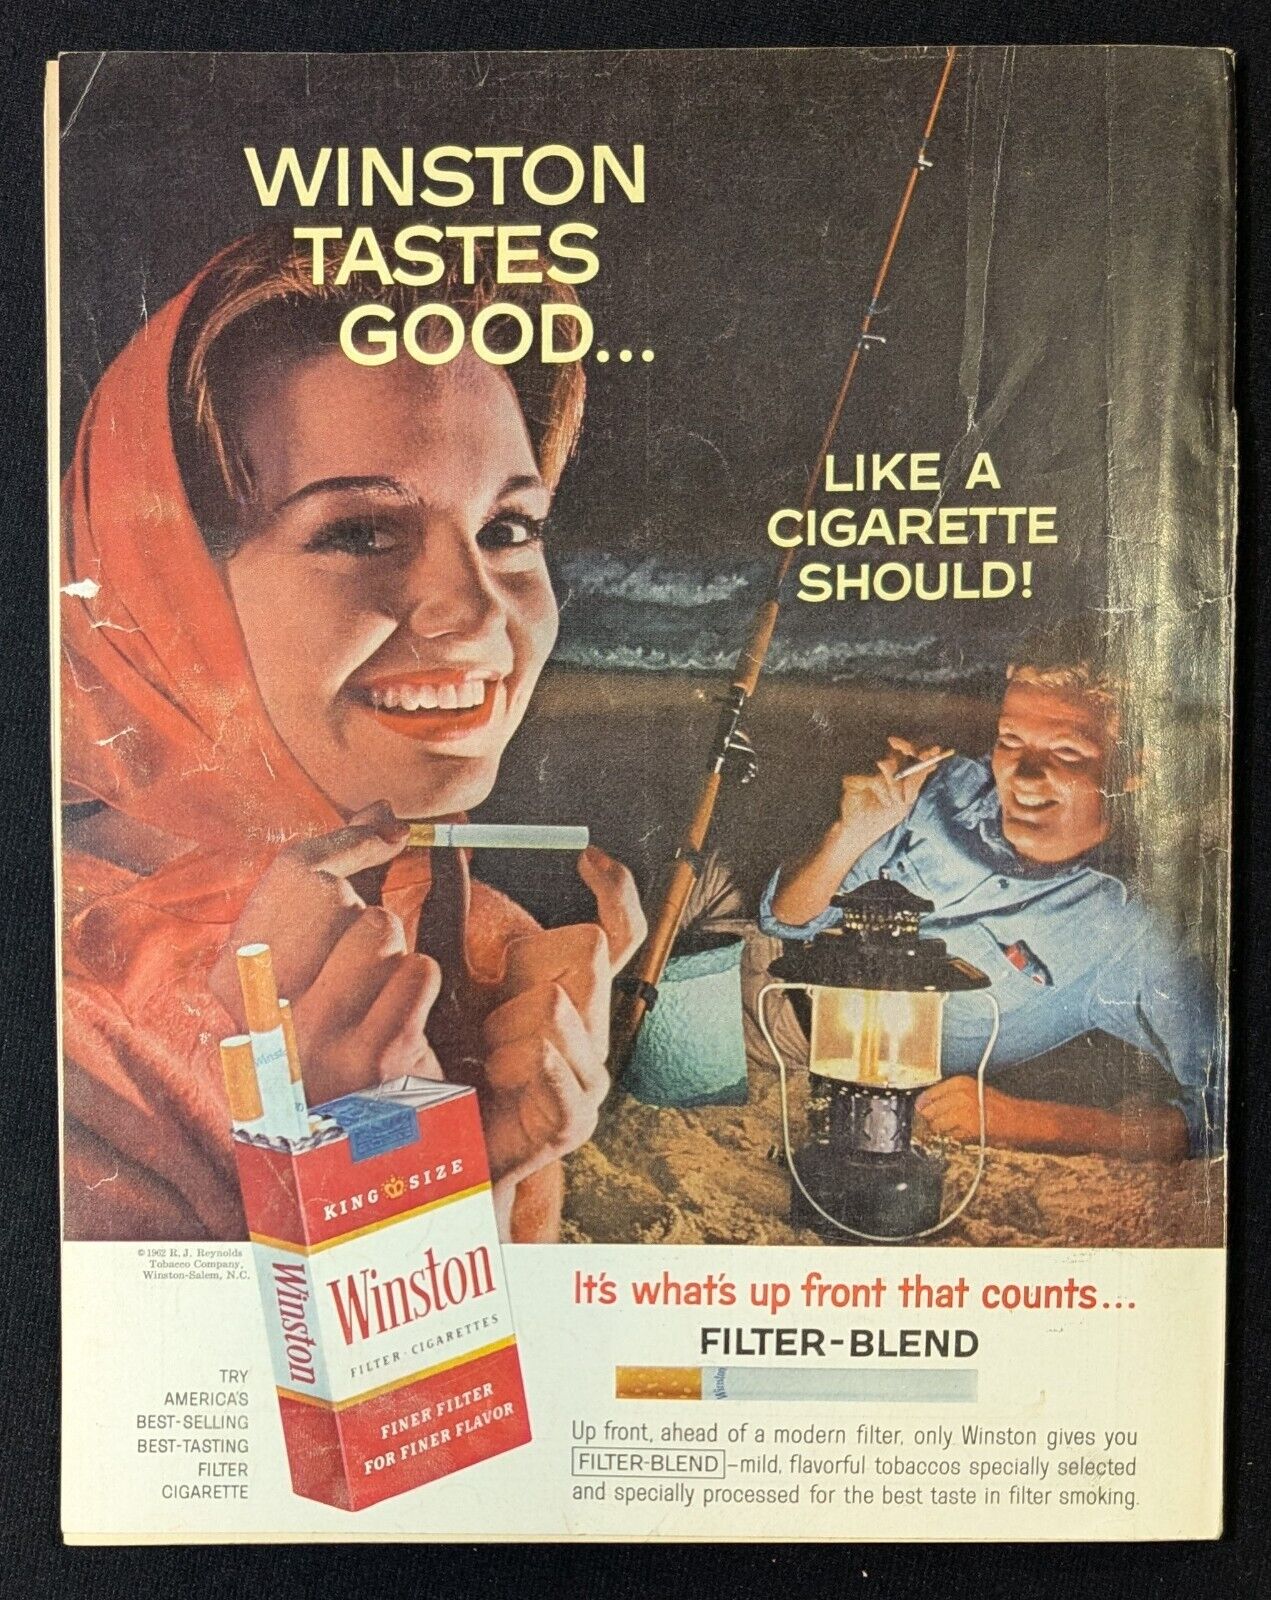 WINSTON
TASTES
GOOD...
LIKE A
CIGARETTE
SHOULD!
Winston
KING SIZE
Winston
Winston
FILTER-CIGARETTES
FINER FILTER
FOR FINER FLAVOR
© 1962 R. J. Reynolds
Tobacco Company,
Winston-Salem, N.C.
TRY
AMERICA'S
BEST-SELLING
BEST-TASTING
FILTER
CIGARETTE
It's what's up front that counts...
FILTER-BLEND
Winston
Up front, ahead of a modern filter, only Winston gives you
FILTER-BLEND–mild, flavorful tobaccos specially selected
and specially processed for the best taste in filter smoking.